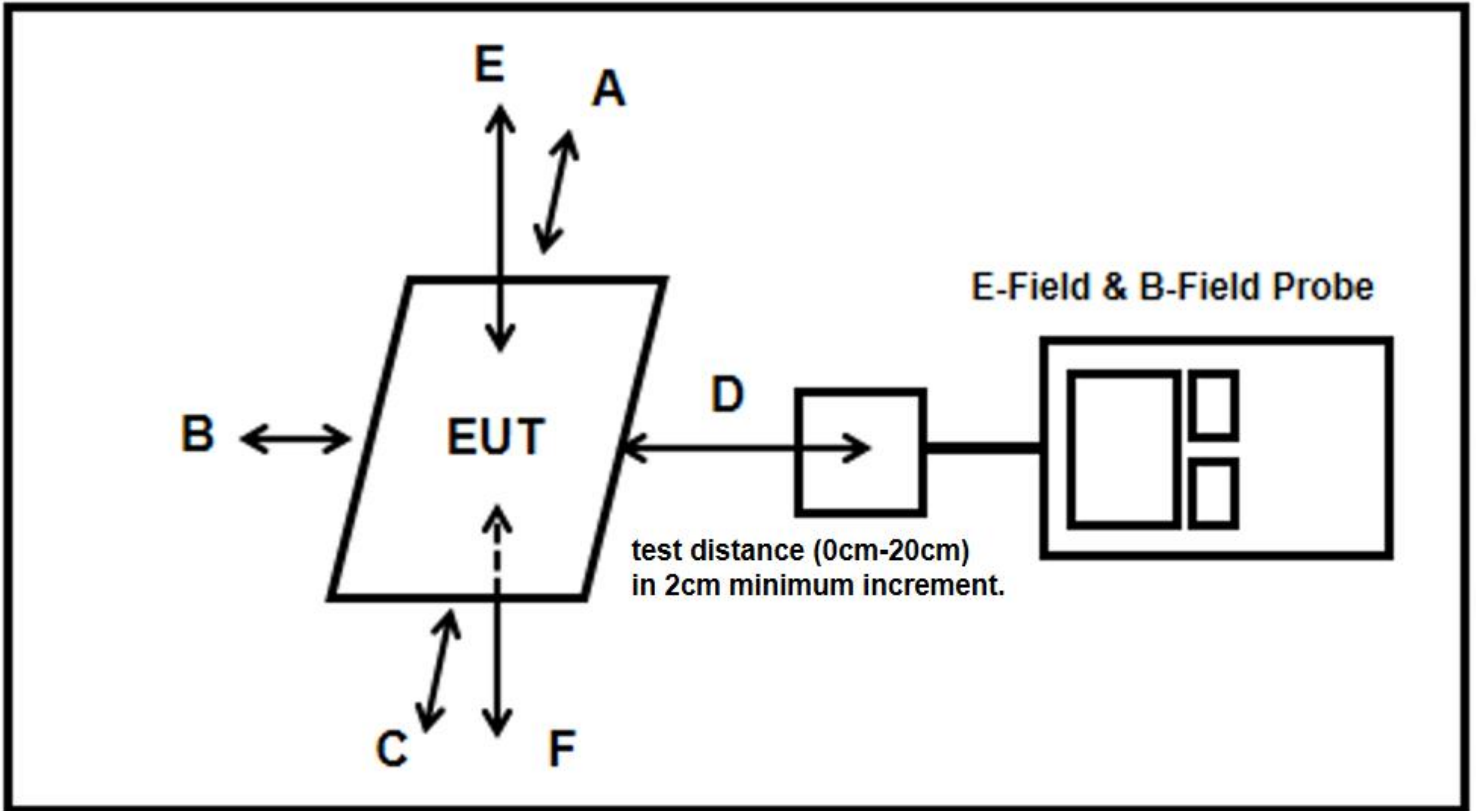 E
A
E-Field & B-Field Probe
D
B
EUT
test distance (0cm-20cm)
in 2cm minimum increment.
C
F